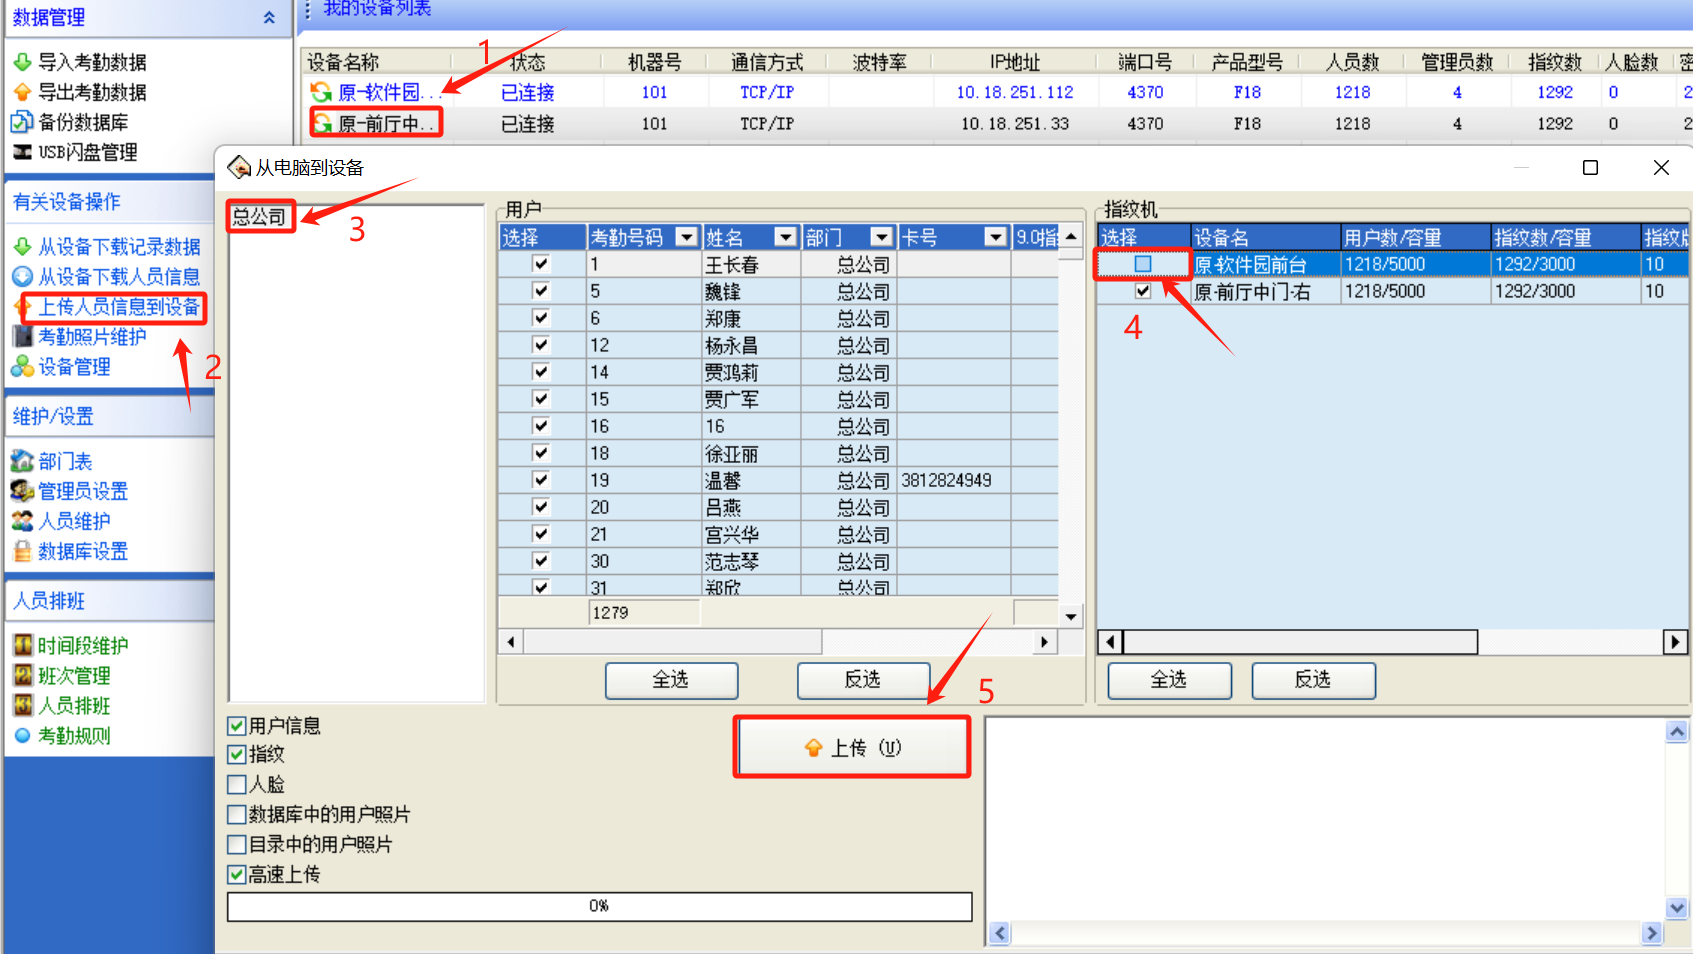 数据管理
我的设备列表
导入考勤数据
导出考勤数据
备份数据库
USB闪盘管理
有关设备操作
从设备下载记录数据
从设备下载人员信息
上传人员信息到设备
考勤照片维护
设备管理
维护/设置
部门表
管理员设置
人员维护
数据库设置
人员排班
时间段维护
班次管理
人员排班
考勤规则
设备名称 状态 机器号 通信方式 波特率 IP地址 端口号 产品型号 人员数 管理员数 指纹数 人脸数 密
原-软件园... 已连接 101 TCP/IP 10.18.251.112 4370 F18 1218 4 1292 0 2
原-前厅中... 已连接 101 TCP/IP 10.18.251.33 4370 F18 1218 4 1292 0 2
1
2
3
4
5
从电脑到设备
总公司
用户
选择 考勤号码 姓名 部门 卡号 9.0指
1 王长春 总公司
5 魏锋 总公司
6 郑康 总公司
12 杨永昌 总公司
14 贾鸿莉 总公司
15 贾广军 总公司
16 16 总公司
18 徐亚丽 总公司
19 温馨 总公司 3812824949
20 吕燕 总公司
21 宫兴华 总公司
30 范志琴 总公司
31 郑欣 总公司
1279
全选 反选
指纹机
选择 设备名 用户数/容量 指纹数/容量 指纹版
原-软件园前台 1218/5000 1292/3000 10
原-前厅中门-右 1218/5000 1292/3000 10
全选 反选
用户信息
指纹
人脸
数据库中的用户照片
目录中的用户照片
高速上传
上传 (U)
0%